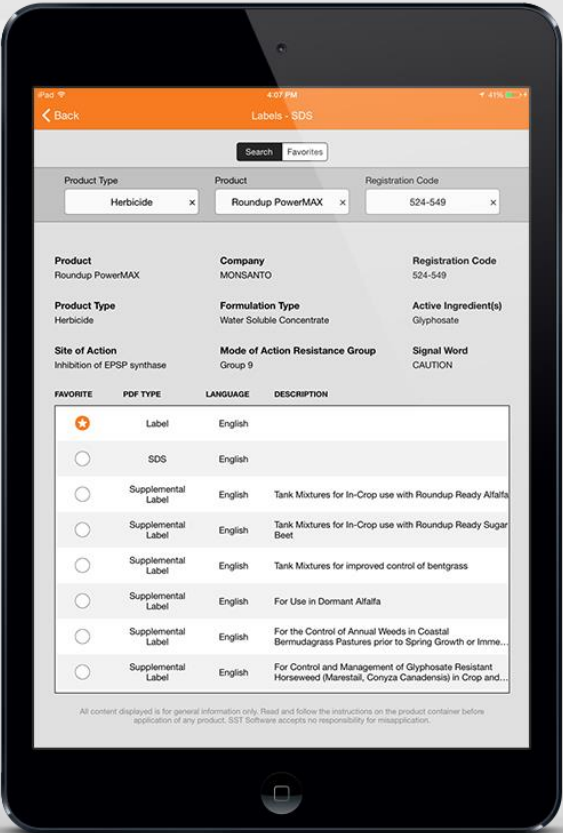 iPad
4:07 PM
41%
Back
Labels - SDS
Search
Favorites
Product Type
Product
Registration Code
Herbicide ×
Roundup PowerMAX ×
524-549 ×
Product
Company
Registration Code
Roundup PowerMAX
MONSANTO
524-549
Product Type
Formulation Type
Active Ingredient(s)
Herbicide
Water Soluble Concentrate
Glyphosate
Site of Action
Mode of Action Resistance Group
Signal Word
Inhibition of EPSP synthase
Group 9
CAUTION
FAVORITE PDF TYPE LANGUAGE DESCRIPTION
Label English
SDS English
Supplemental
Label
English
Tank Mixtures for In-Crop use with Roundup Ready Alfalfa
Supplemental
Label
English
Tank Mixtures for In-Crop use with Roundup Ready Sugar
Beet
Supplemental
Label
English
Tank Mixtures for improved control of bentgrass
Supplemental
Label
English
For Use in Dormant Alfalfa
Supplemental
Label
English
For the Control of Annual Weeds in Coastal
Bermudagrass Pastures prior to Spring Growth or Imme...
Supplemental
Label
English
For Control and Management of Glyphosate Resistant
Horseweed (Marestail, Conyza Canadensis) in Crop and...
All content displayed is for general information only. Read and follow the instructions on the product container before
application of any product. SST Software accepts no responsibility for misapplication.